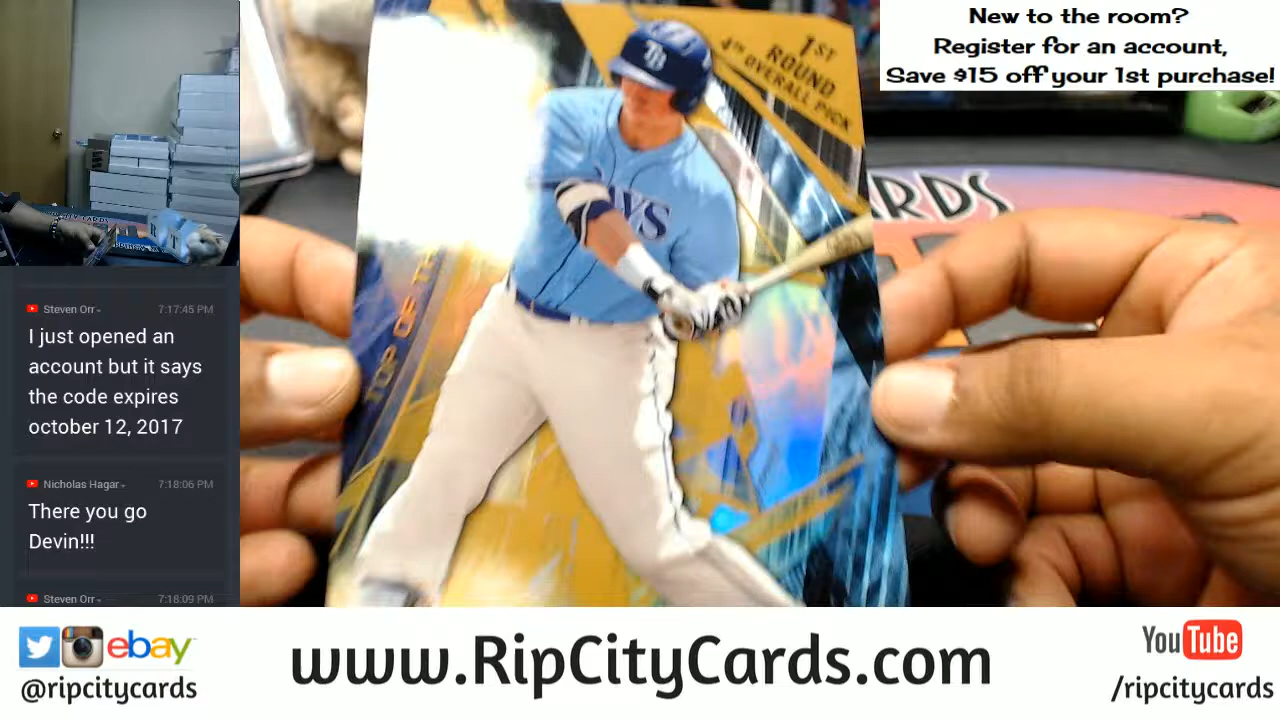 New to the room?
Register for an account,
Save $15 off your 1st purchase!
1ST
ROUND
4TH OVERALL PICK
TB
TOP OF
ARDS
Steven Orr
7:17:45 PM
I just opened an
account but it says
the code expires
october 12, 2017
Nicholas Hagar
7:18:06 PM
There you go
Devin!!!
Steven Orr
7:18:09 PM
ebay
@ripcitycards
www.RipCityCards.com
YouTube
/ripcitycards